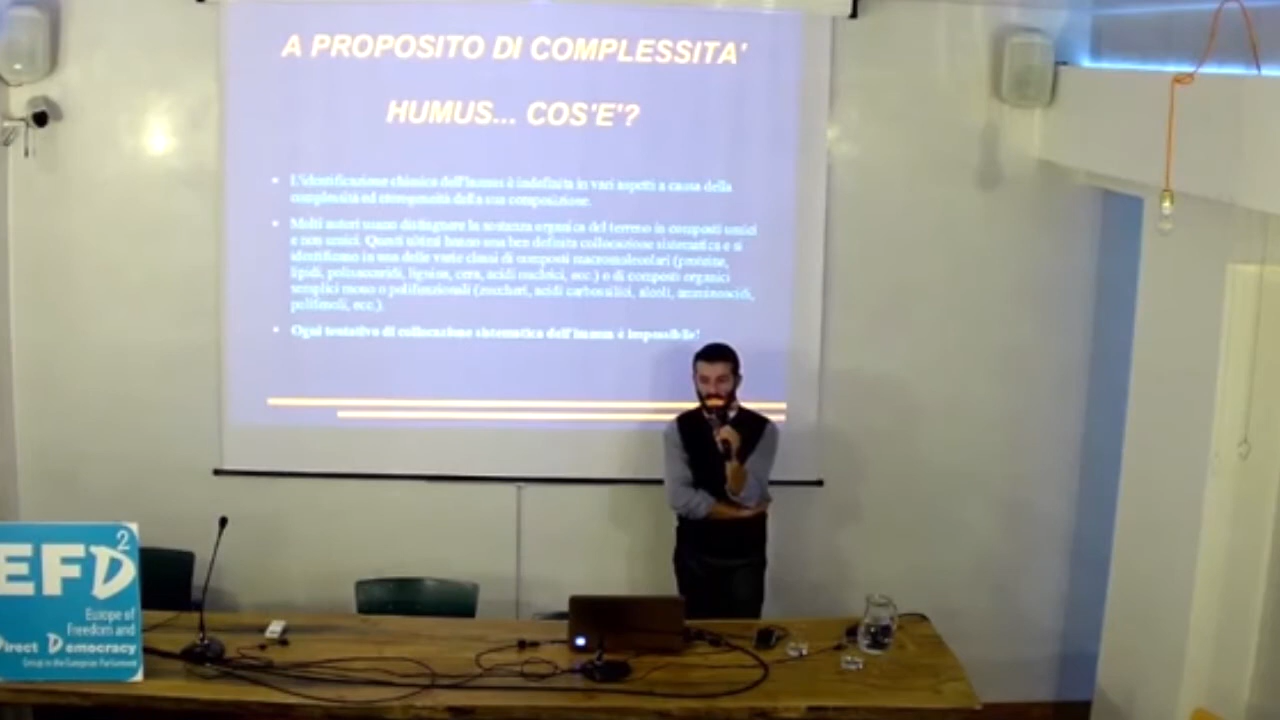 A PROPOSITO DI COMPLESSITA'
HUMUS... COS'E'?
• L'identificazione chimica dell'humus è indefinita in vari aspetti a causa della
complessità ed eterogeneità della sua composizione.
• Molti autori usano distinguere la sostanza organica del terreno in composti umici
e non umici. Questi ultimi hanno una ben definita collocazione sistematica e si
identificano in una delle varie classi di composti macromolecolari (proteine,
lipidi, polisaccaridi, lignina, cera, acidi nucleici, ecc.) o di composti organici
semplici mono o polifunzionali (zuccheri, acidi carbossilici, alcoli, amminoacidi,
polifenoli, ecc.).
• Ogni tentativo di collocazione sistematica dell'humus è impossibile!
EFD2
Europe of
Freedom and
Direct Democracy
Group in the European Parliament